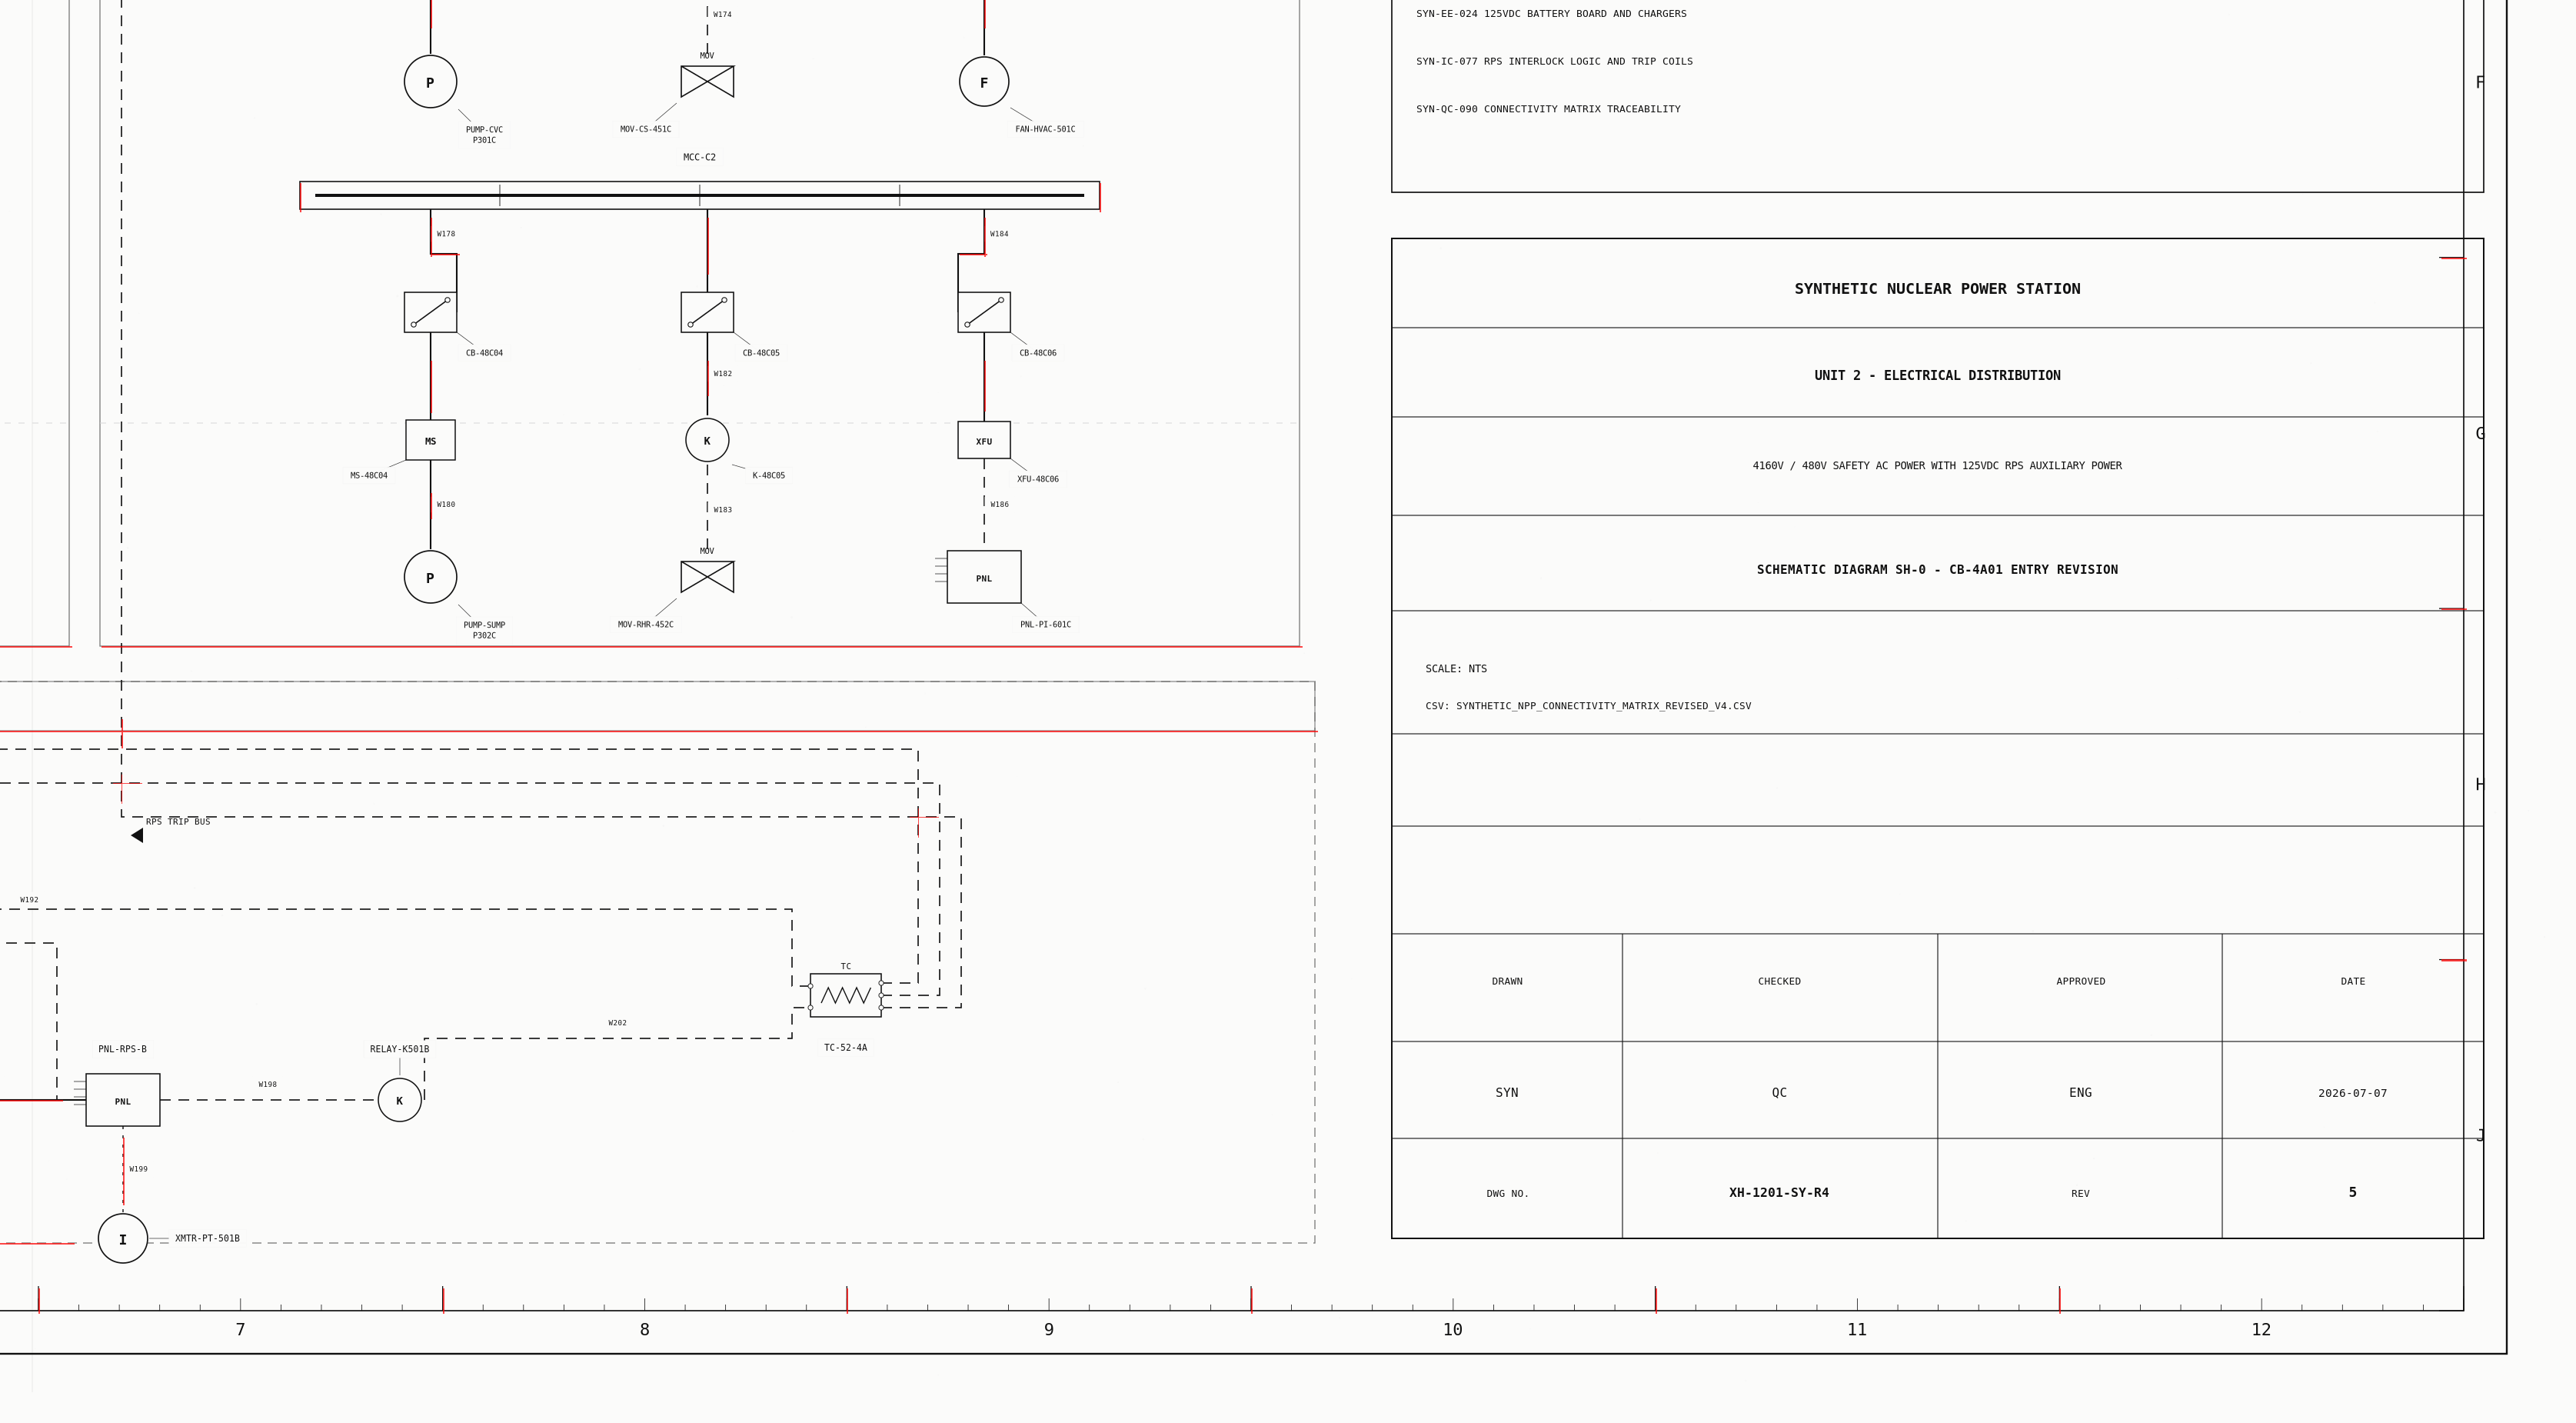 W174
SYN-EE-024 125VDC BATTERY BOARD AND CHARGERS
SYN-IC-077 RPS INTERLOCK LOGIC AND TRIP COILS
SYN-QC-090 CONNECTIVITY MATRIX TRACEABILITY
F
MOV
P
F
PUMP-CVC
P301C
MOV-CS-451C
FAN-HVAC-501C
MCC-C2
W178
W184
CB-48C04
CB-48C05
CB-48C06
W182
MS
K
XFU
MS-48C04
K-48C05
XFU-48C06
W180
W183
W186
MOV
P
PNL
PUMP-SUMP
P302C
MOV-RHR-452C
PNL-PI-601C
SYNTHETIC NUCLEAR POWER STATION
UNIT 2 - ELECTRICAL DISTRIBUTION
G
4160V / 480V SAFETY AC POWER WITH 125VDC RPS AUXILIARY POWER
SCHEMATIC DIAGRAM SH-0 - CB-4A01 ENTRY REVISION
SCALE: NTS
CSV: SYNTHETIC_NPP_CONNECTIVITY_MATRIX_REVISED_V4.CSV
H
RPS TRIP BUS
W192
TC
TC-52-4A
W202
PNL-RPS-B
RELAY-K501B
W198
PNL
K
W199
I
XMTR-PT-501B
DRAWN
CHECKED
APPROVED
DATE
SYN
QC
ENG
2026-07-07
J
DWG NO.
XH-1201-SY-R4
REV
5
7
8
9
10
11
12